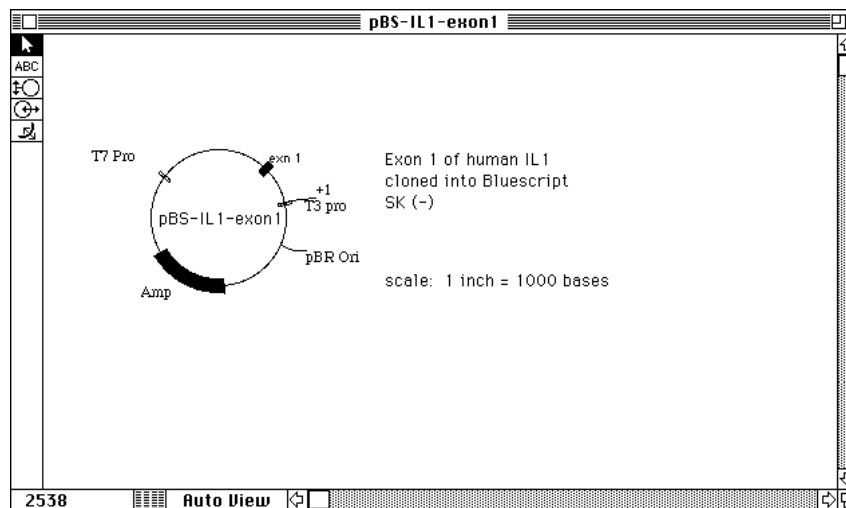 pBS-IL1-exon1
ABC
T7 Pro
exn 1
+1
T3 pro
pBS-IL1-exon1
pBR Ori
Amp
Exon 1 of human IL1
cloned into Bluescript
SK (-)
scale: 1 inch = 1000 bases
2538
Auto View